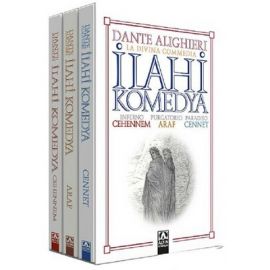 DANTE ALIGHIERI
LA DIVINA COMMEDIA
İLAHİ
KOMEDYA
INFERNO PURGATORIO PARADISO
CEHENNEM ARAF CENNET
İLAHİ KOMEDYA
CEHENNEM
İLAHİ KOMEDYA
ARAF
İLAHİ KOMEDYA
CENNET